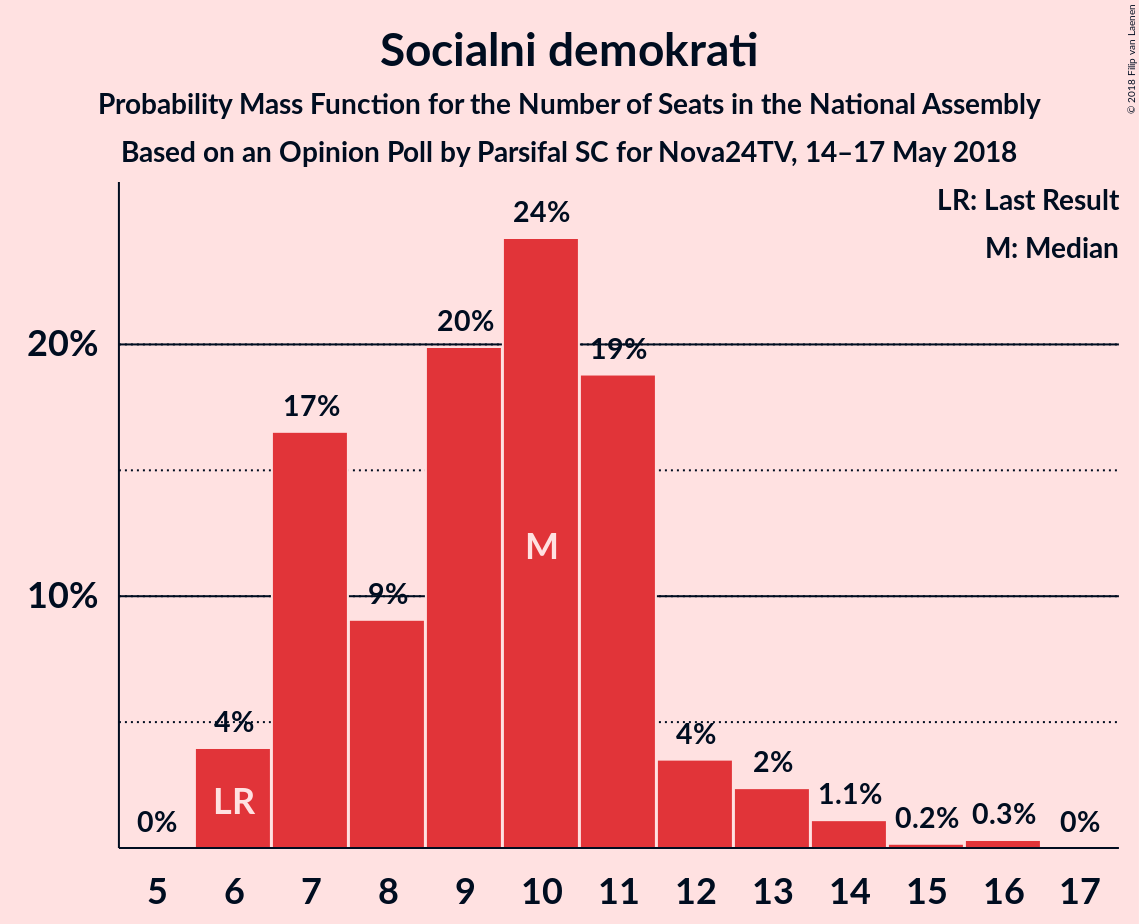 Socialni demokrati
Probability Mass Function for the Number of Seats in the National Assembly
Based on an Opinion Poll by Parsifal SC for Nova24TV, 14–17 May 2018
© 2018 Filip van Laenen
LR: Last Result
M: Median
24%
20%
20%
19%
17%
M
10%
9%
4%
4%
2%
LR
1.1%
0%
0.2%
0.3%
0%
5 6 7 8 9 10 11 12 13 14 15 16 17